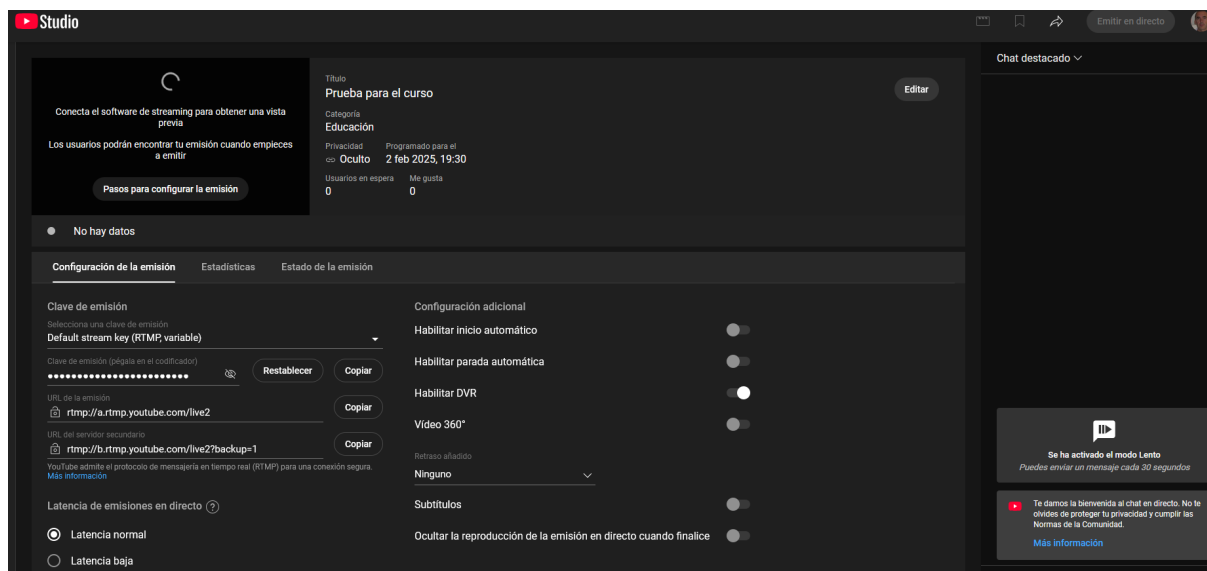 Studio
Emitir en directo
Conecta el software de streaming para obtener una vista
previa
Los usuarios podrán encontrar tu emisión cuando empieces
a emitir
Pasos para configurar la emisión
Título
Prueba para el curso
Editar
Categoría
Educación
Privacidad Programado para el
Oculto 2 feb 2025, 19:30
Usuarios en espera Me gusta
0 0
No hay datos
Configuración de la emisión Estadísticas Estado de la emisión
Clave de emisión
Selecciona una clave de emisión
Default stream key (RTMP, variable)
Clave de emisión (pégala en el codificador)
••••••••••••••••••••••••
Restablecer Copiar
URL de la emisión
rtmp://a.rtmp.youtube.com/live2
Copiar
URL del servidor secundario
rtmp://b.rtmp.youtube.com/live2?backup=1
Copiar
YouTube admite el protocolo de mensajería en tiempo real (RTMP) para una conexión segura.
Más información
Latencia de emisiones en directo ?
Latencia normal
Latencia baja
Configuración adicional
Habilitar inicio automático
Habilitar parada automática
Habilitar DVR
Vídeo 360°
Retraso añadido
Ninguno
Subtítulos
Ocultar la reproducción de la emisión en directo cuando finalice
Chat destacado
Se ha activado el modo Lento
Puedes enviar un mensaje cada 30 segundos
Te damos la bienvenida al chat en directo. No te
olvides de proteger tu privacidad y cumplir las
Normas de la Comunidad.
Más información